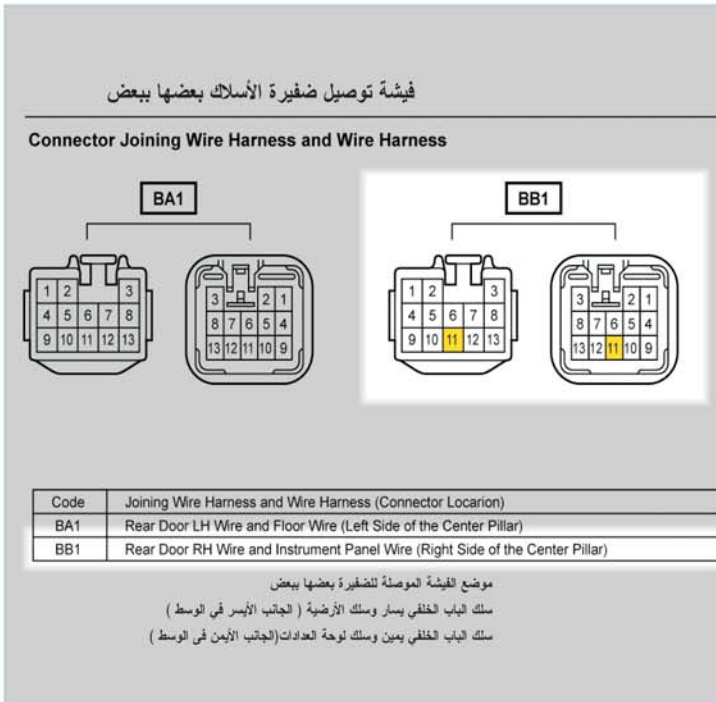 فيشة توصيل ضفيرة الأسلاك بعضها ببعض
Connector Joining Wire Harness and Wire Harness
BA1
BB1
1 2 3
4 5 6 7 8
9 10 11 12 13
3 2 1
8 7 6 5 4
13 12 11 10 9
1 2 3
4 5 6 7 8
9 10 11 12 13
3 2 1
8 7 6 5 4
13 12 11 10 9
Code Joining Wire Harness and Wire Harness (Connector Locarion)
BA1 Rear Door LH Wire and Floor Wire (Left Side of the Center Pillar)
BB1 Rear Door RH Wire and Instrument Panel Wire (Right Side of the Center Pillar)
موضع الفيشة الموصلة للضفيرة بعضها ببعض
سلك الباب الخلفي يسار وسلك الأرضية ( الجانب الأيسر في الوسط )
سلك الباب الخلفي يمين وسلك لوحة العدادات(الجانب الأيمن فى الوسط )